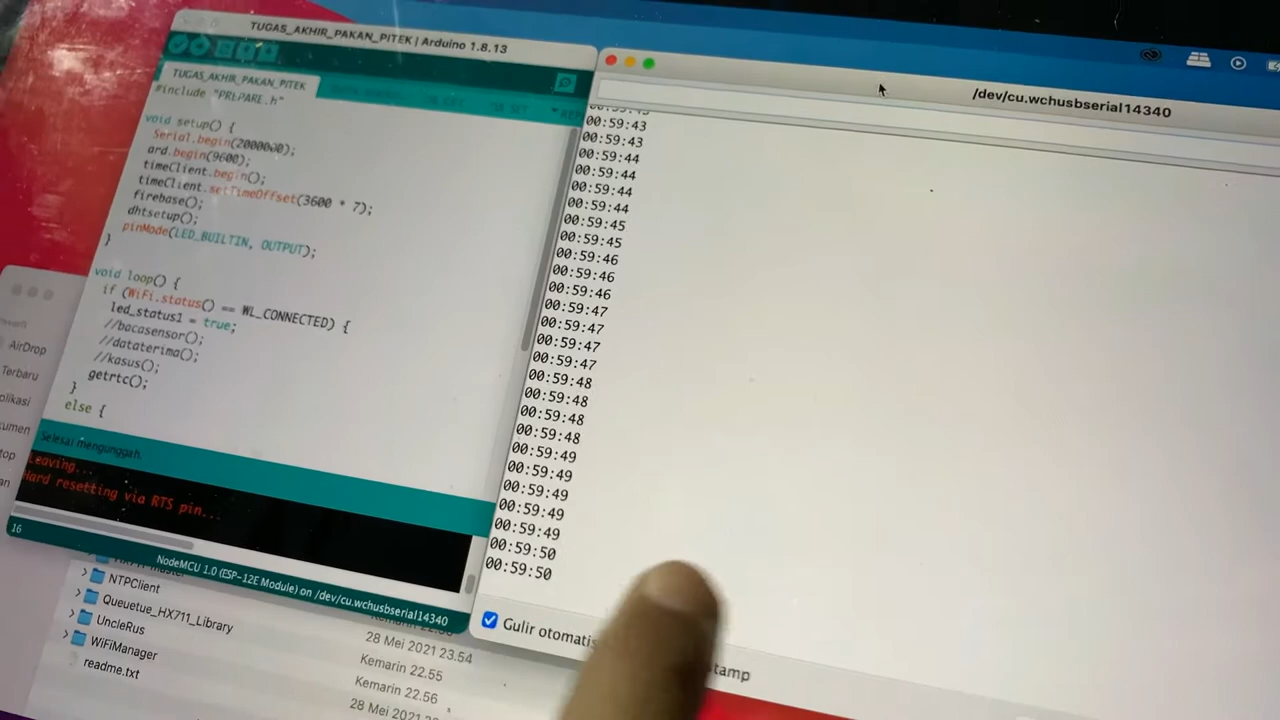 TUGAS_AKHIR_PAKAN_PITEK | Arduino 1.8.13
TUGAS_AKHIR_PAKAN_PITEK
#include "PREPARE.h"
void setup() {
Serial.begin(2000000);
ard.begin(9600);
timeClient.begin();
timeClient.setTimeOffset(3600 * 7);
firebase();
dhtsetup();
pinMode(LED_BUILTIN, OUTPUT);
}
void loop() {
if (WiFi.status() == WL_CONNECTED) {
led_status1 = true;
//bacasensor();
//dataterima();
//kasus();
getrtc();
}
else {
Selesai mengunggah.
Leaving...
Hard resetting via RTS pin...
16
NodeMCU 1.0 (ESP-12E Module) on /dev/cu.wchusbserial14340
/dev/cu.wchusbserial14340
00:59:43
00:59:43
00:59:44
00:59:44
00:59:44
00:59:44
00:59:45
00:59:45
00:59:46
00:59:46
00:59:46
00:59:47
00:59:47
00:59:47
00:59:47
00:59:48
00:59:48
00:59:48
00:59:48
00:59:49
00:59:49
00:59:49
00:59:49
00:59:49
00:59:50
00:59:50
Gulir otomatis
stamp
AirDrop
Terbaru
NTPClient
Queuetue_HX711_Library
UncleRus
WiFiManager
readme.txt
28 Mei 2021 23.54
Kemarin 22.55
Kemarin 22.56
28 Mei 2021